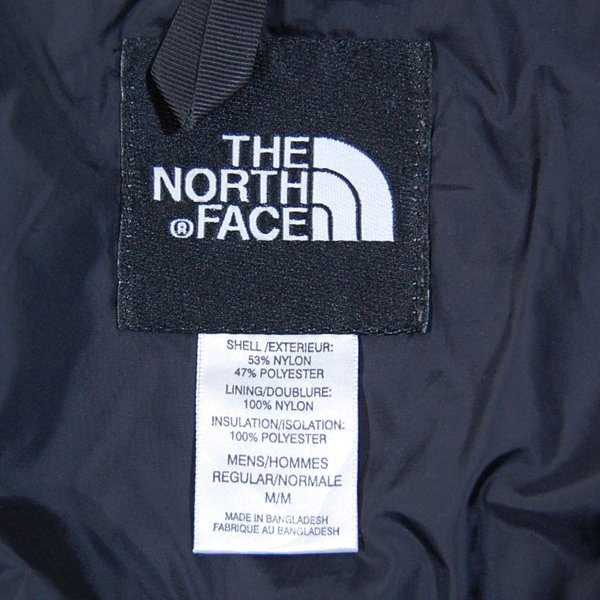 THE
NORTH
® FACE
SHELL /EXTERIEUR:
53% NYLON
47% POLYESTER
LINING/DOUBLURE:
100% NYLON
INSULATION/ISOLATION:
100% POLYESTER
MENS/HOMMES
REGULAR/NORMALE
M/M
MADE IN BANGLADESH
FABRIQUE AU BANGLADESH